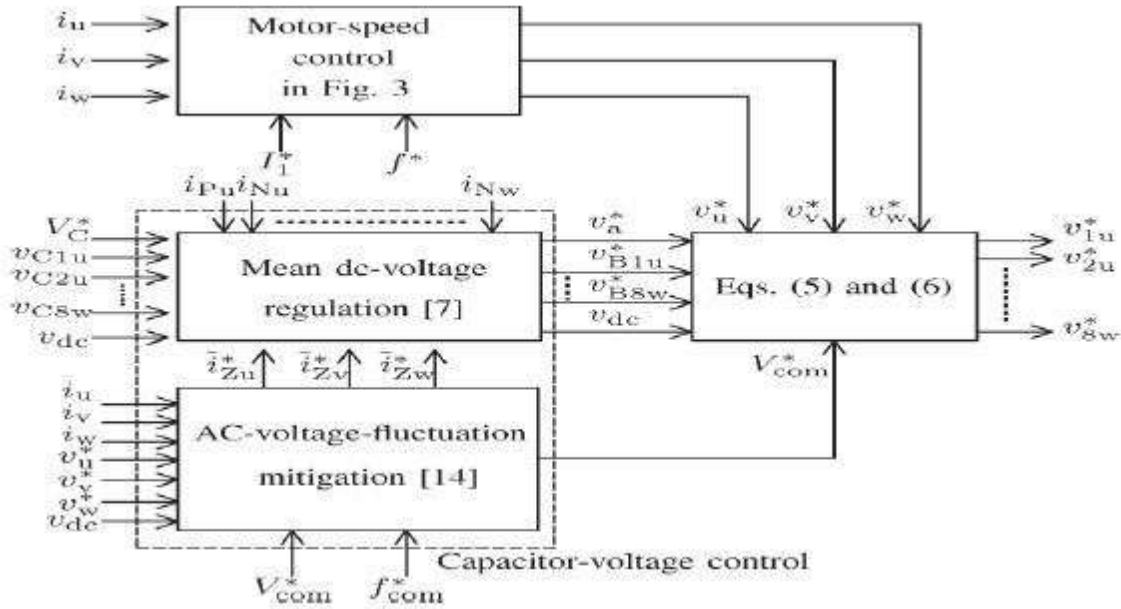 i_u
i_v
i_w
Motor-speed
control
in Fig. 3
I_1^* f^*
i_Pu i_Nu i_Nw
V_C^*
v_C1u
v_C2u
v_C8w
v_dc
Mean dc-voltage
regulation [7]
v_a^*
v_B1u^*
v_B8w^*
v_dc
v_u^* v_v^* v_w^*
Eqs. (5) and (6)
v_1u^*
v_2u^*
v_8w^*
ī_Zu^* ī_Zv^* ī_Zw^*
V_com^*
i_u
i_v
i_w
v_u^*
v_v^*
v_w^*
v_dc
AC-voltage-fluctuation
mitigation [14]
Capacitor-voltage control
V_com^* f_com^*